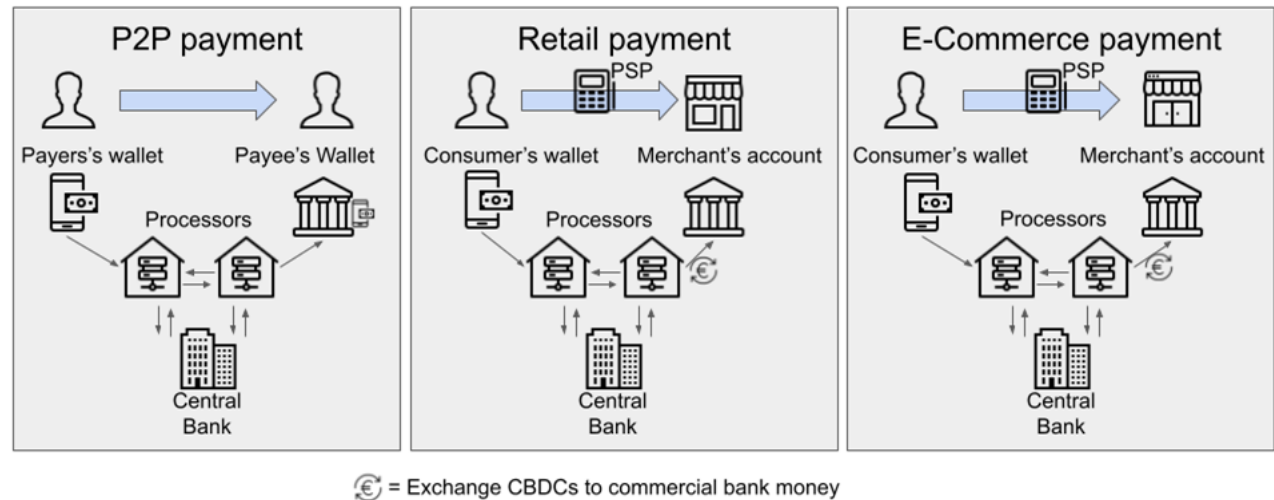 P2P payment
Payers's wallet
Payee's Wallet
Processors
Central
Bank
Retail payment
PSP
Consumer's wallet
Merchant's account
Processors
Central
Bank
E-Commerce payment
PSP
Consumer's wallet
Merchant's account
Processors
Central
Bank
€ = Exchange CBDCs to commercial bank money